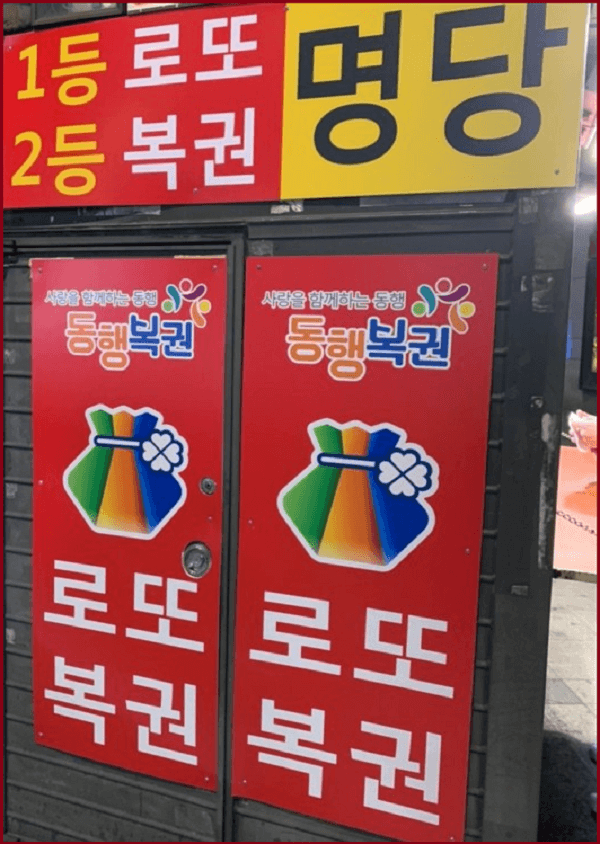 1등 로또 명당
2등 복권
사랑을 함께하는 동행
동행복권
로또
복권
사랑을 함께하는 동행
동행복권
로또
복권